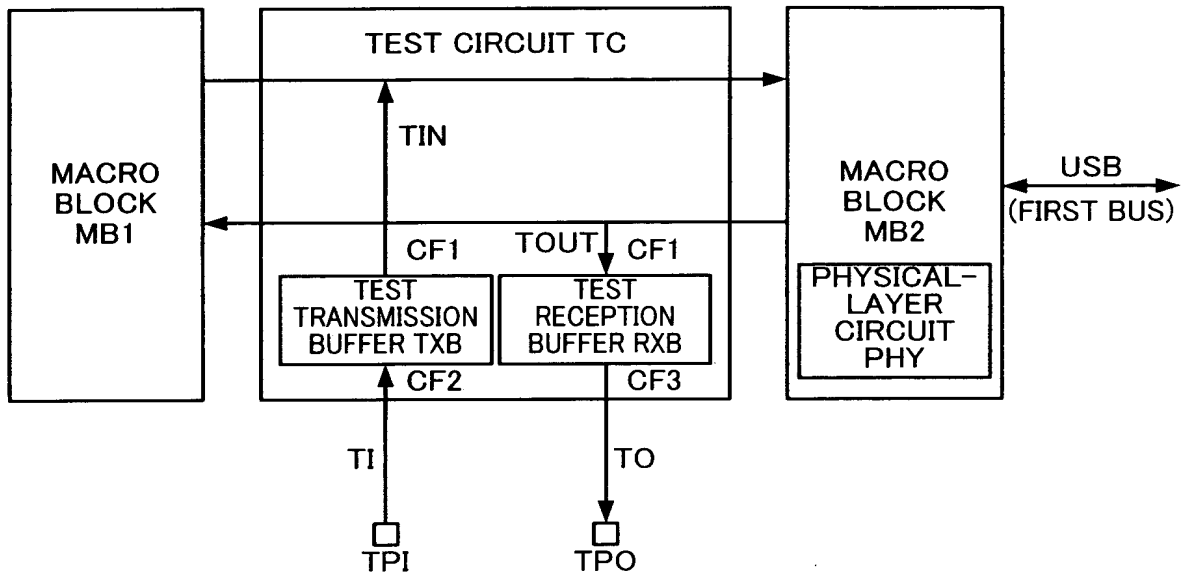 TEST CIRCUIT TC
TIN
MACRO
BLOCK
MB1
MACRO
BLOCK
MB2
USB
(FIRST BUS)
CF1
TOUT
CF1
TEST
TRANSMISSION
BUFFER TXB
TEST
RECEPTION
BUFFER RXB
PHYSICAL-
LAYER
CIRCUIT
PHY
CF2
CF3
TI
TO
TPI
TPO